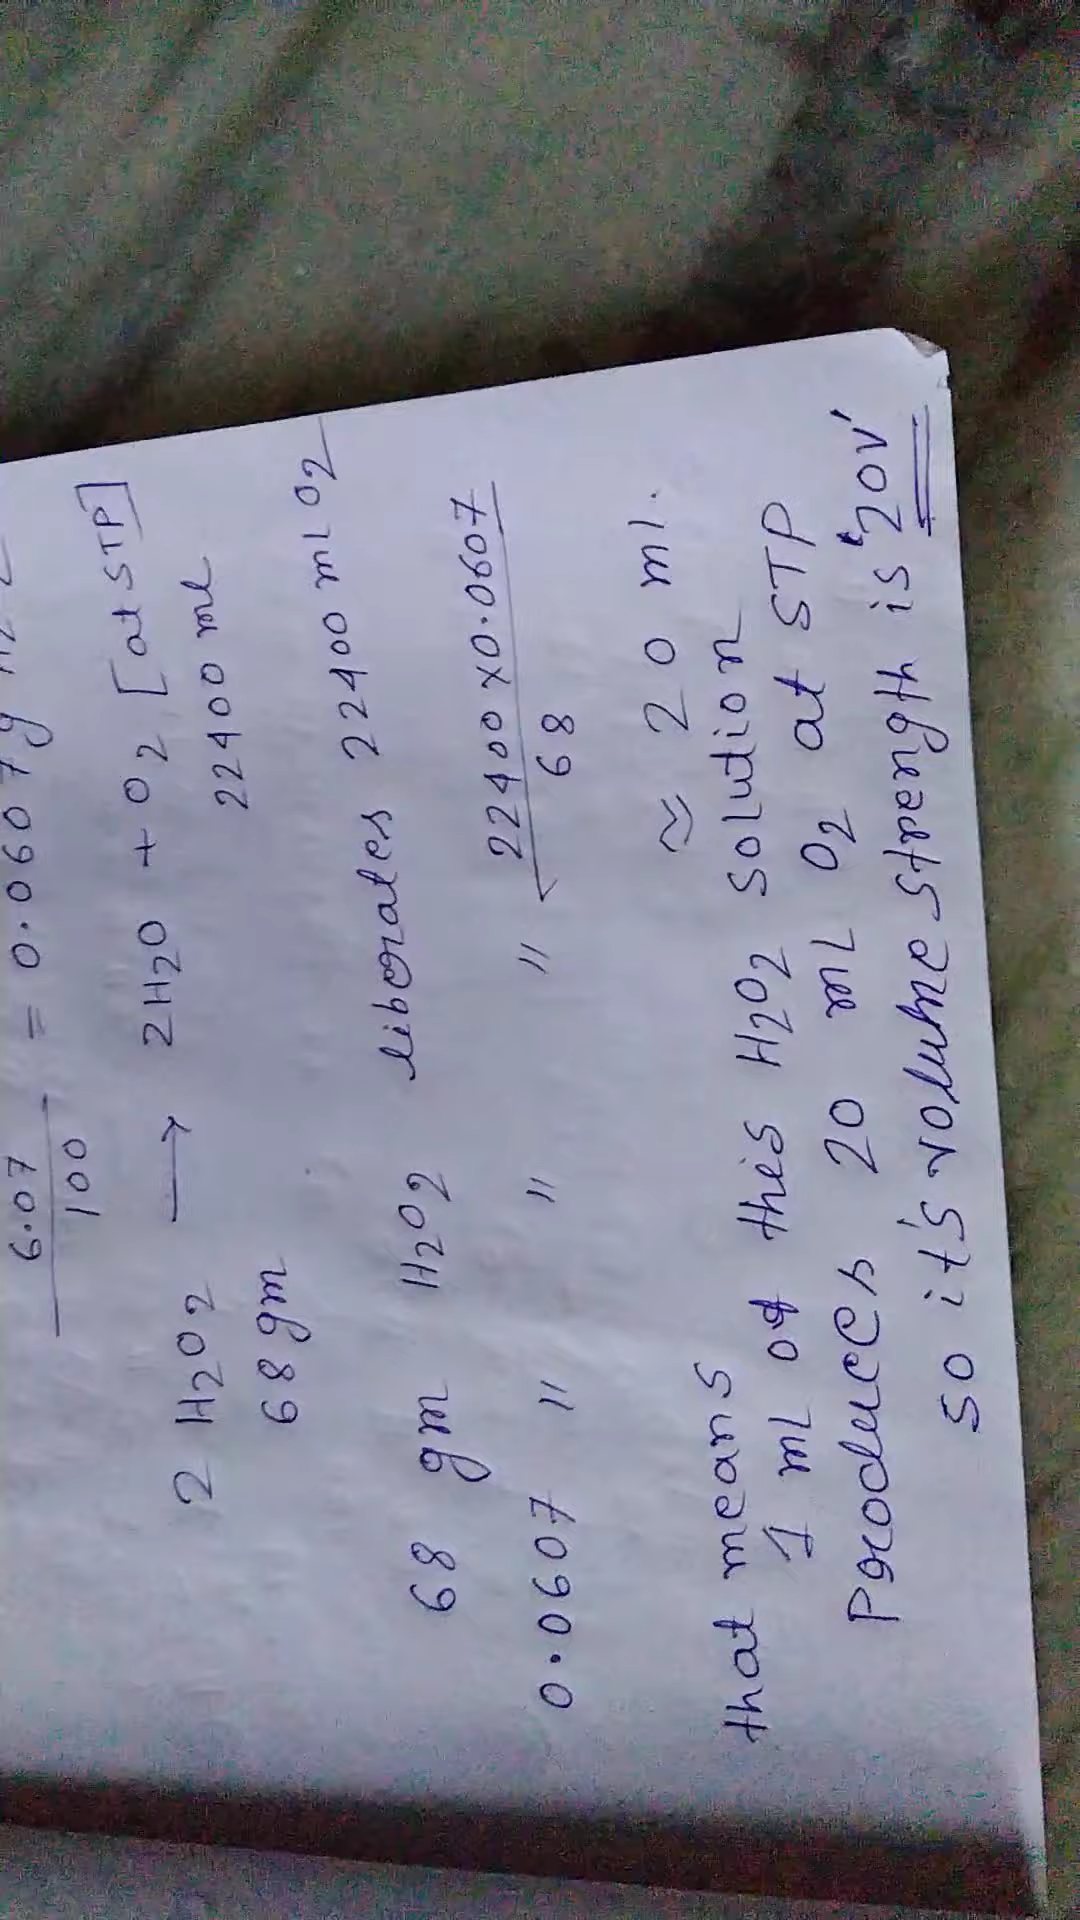 6.07
100
= 0.0607g
2 H2O2 ⟶ 2H2O + O2 [at STP]
68 gm 22400 ml
68 gm H2O2 liberates 22400 ml O2
0.0607 " " " 22400 x0.0607
68
≈ 20 ml.
that means
1 mL of this H2O2 solution
Produces 20 mL O2 at STP
so it's volume strength is '20V'